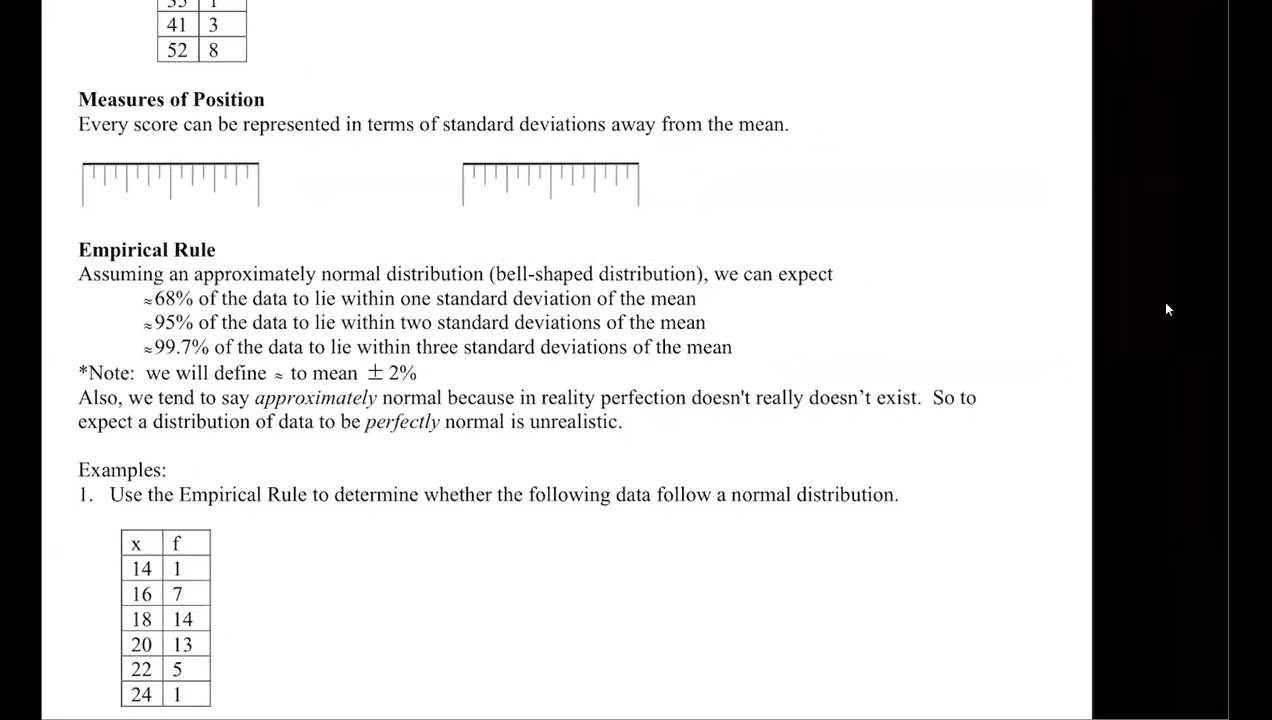 41 3
52 8
Measures of Position
Every score can be represented in terms of standard deviations away from the mean.
Empirical Rule
Assuming an approximately normal distribution (bell-shaped distribution), we can expect
≈68% of the data to lie within one standard deviation of the mean
≈95% of the data to lie within two standard deviations of the mean
≈99.7% of the data to lie within three standard deviations of the mean
*Note: we will define ≈ to mean ± 2%
Also, we tend to say approximately normal because in reality perfection doesn't really doesn’t exist. So to
expect a distribution of data to be perfectly normal is unrealistic.
Examples:
1. Use the Empirical Rule to determine whether the following data follow a normal distribution.
x f
14 1
16 7
18 14
20 13
22 5
24 1